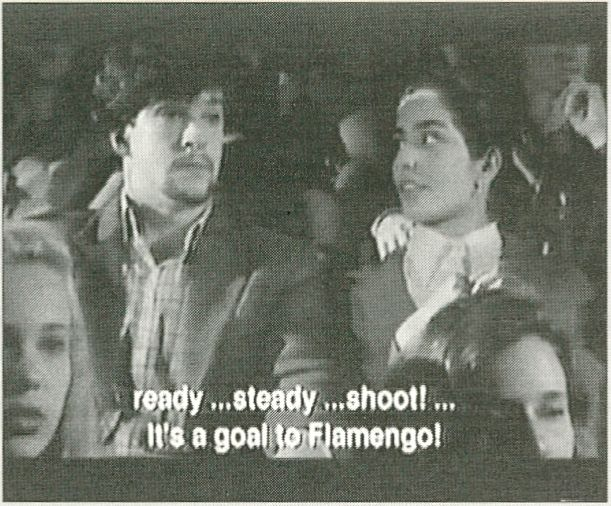 ready ...steady ...shoot! ...
It's a goal to Flamengo!